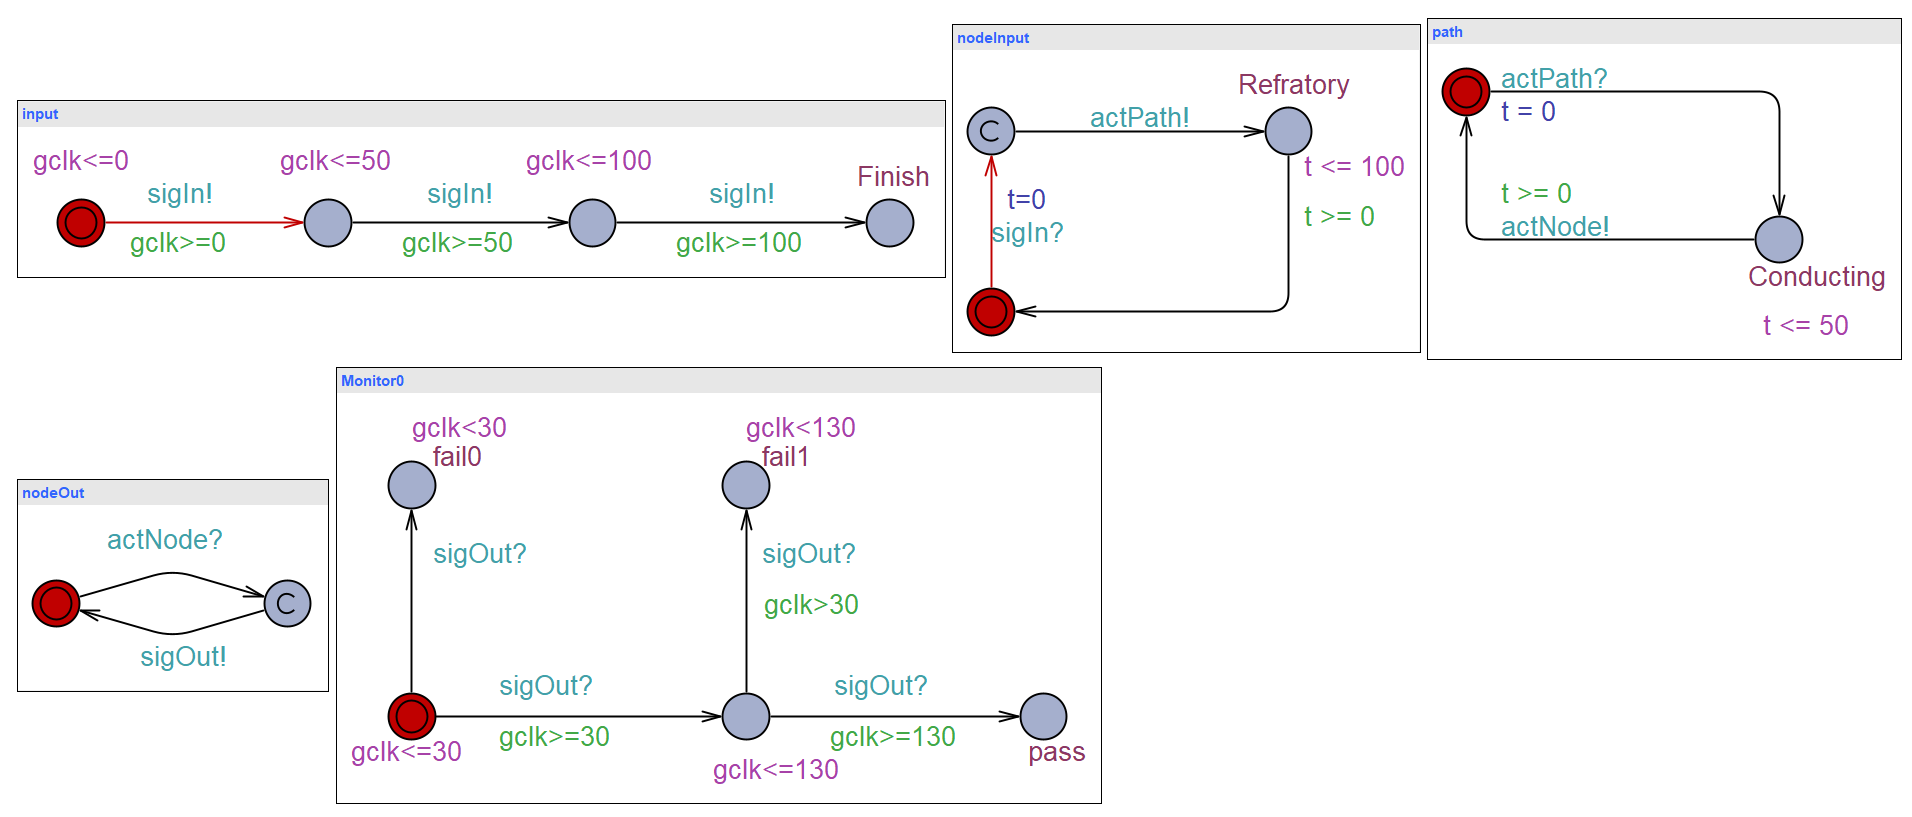 input
gclk<=0
gclk<=50
gclk<=100
Finish
sigIn!
sigIn!
sigIn!
gclk>=0
gclk>=50
gclk>=100
nodeInput
Refratory
C
actPath!
t <= 100
t=0
t >= 0
sigIn?
path
actPath?
t = 0
t >= 0
actNode!
Conducting
t <= 50
nodeOut
actNode?
C
sigOut!
Monitor0
gclk<30
fail0
gclk<130
fail1
sigOut?
sigOut?
gclk>30
sigOut?
sigOut?
gclk>=30
gclk>=130
gclk<=30
gclk<=130
pass